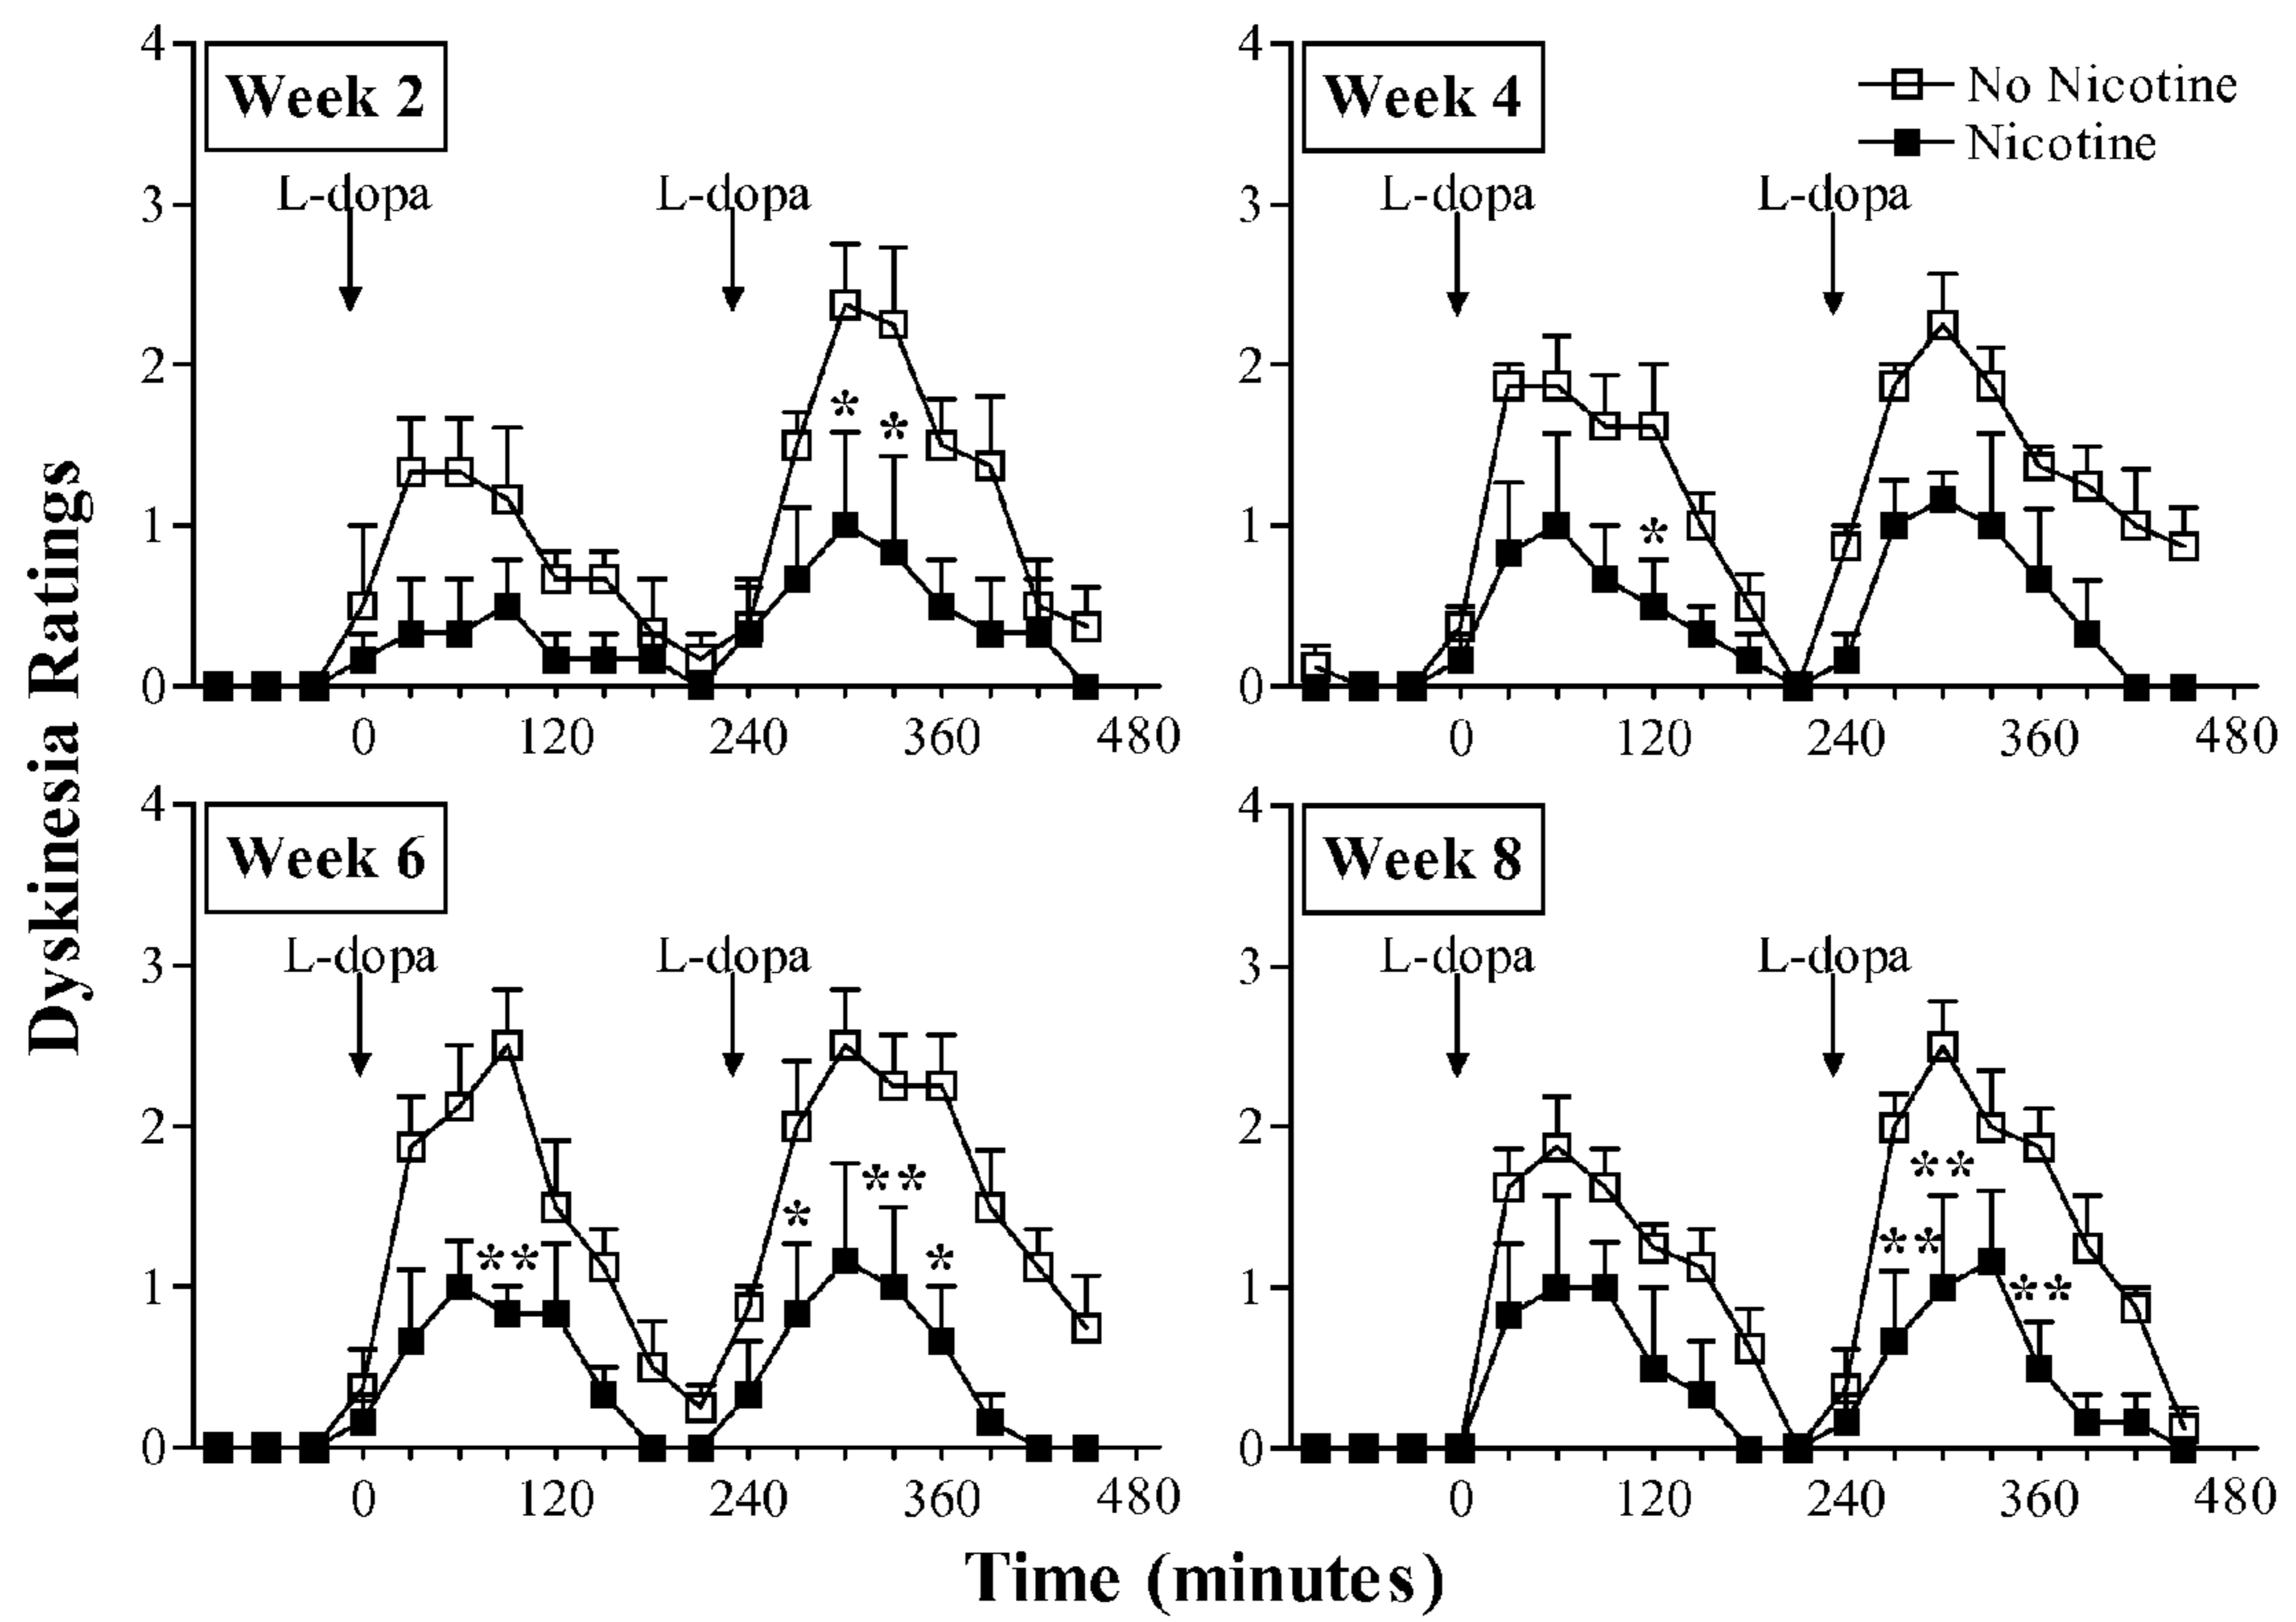 Dyskinesia Ratings
4
Week 2
L-dopa L-dopa
3
2
* *
1
0
0 120 240 360 480
4
Week 4
No Nicotine
Nicotine
L-dopa L-dopa
3
2
1
*
0
0 120 240 360 480
4
Week 6
L-dopa L-dopa
3
2
** * ** *
1
0
0 120 240 360 480
4
Week 8
L-dopa L-dopa
3
2
** ** **
1
0
0 120 240 360 480
Time (minutes)